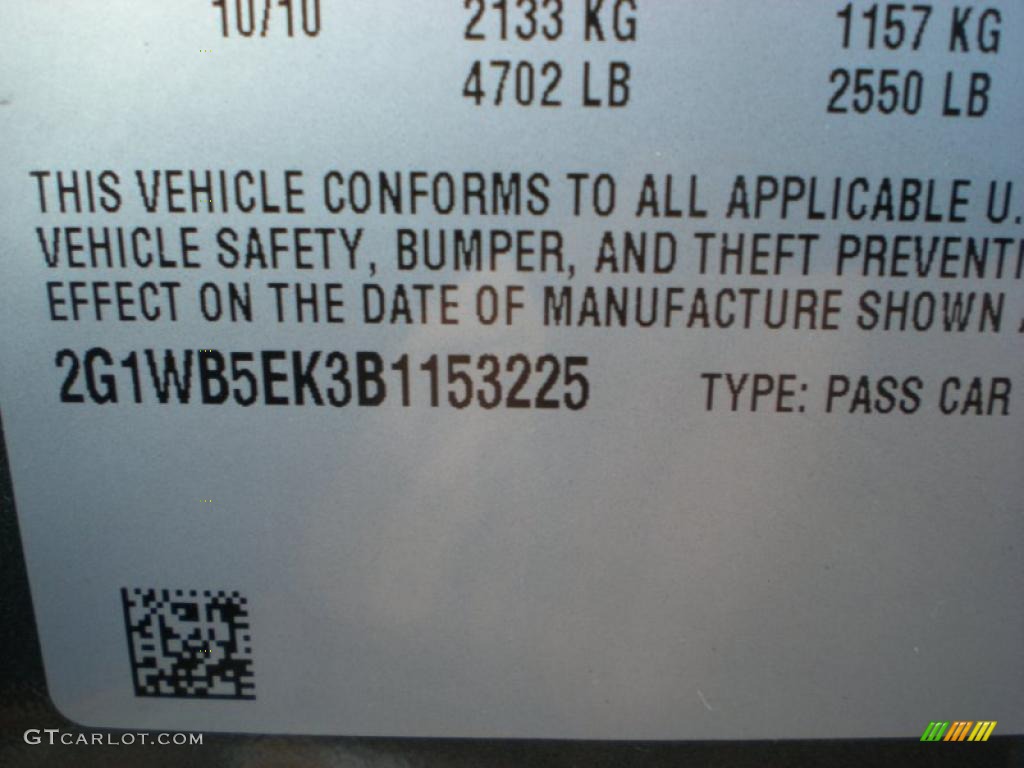 10/10 2133 KG 1157 KG
4702 LB 2550 LB
THIS VEHICLE CONFORMS TO ALL APPLICABLE U.
VEHICLE SAFETY, BUMPER, AND THEFT PREVENTI
EFFECT ON THE DATE OF MANUFACTURE SHOWN
2G1WB5EK3B1153225 TYPE: PASS CAR
GTCARLOT.COM